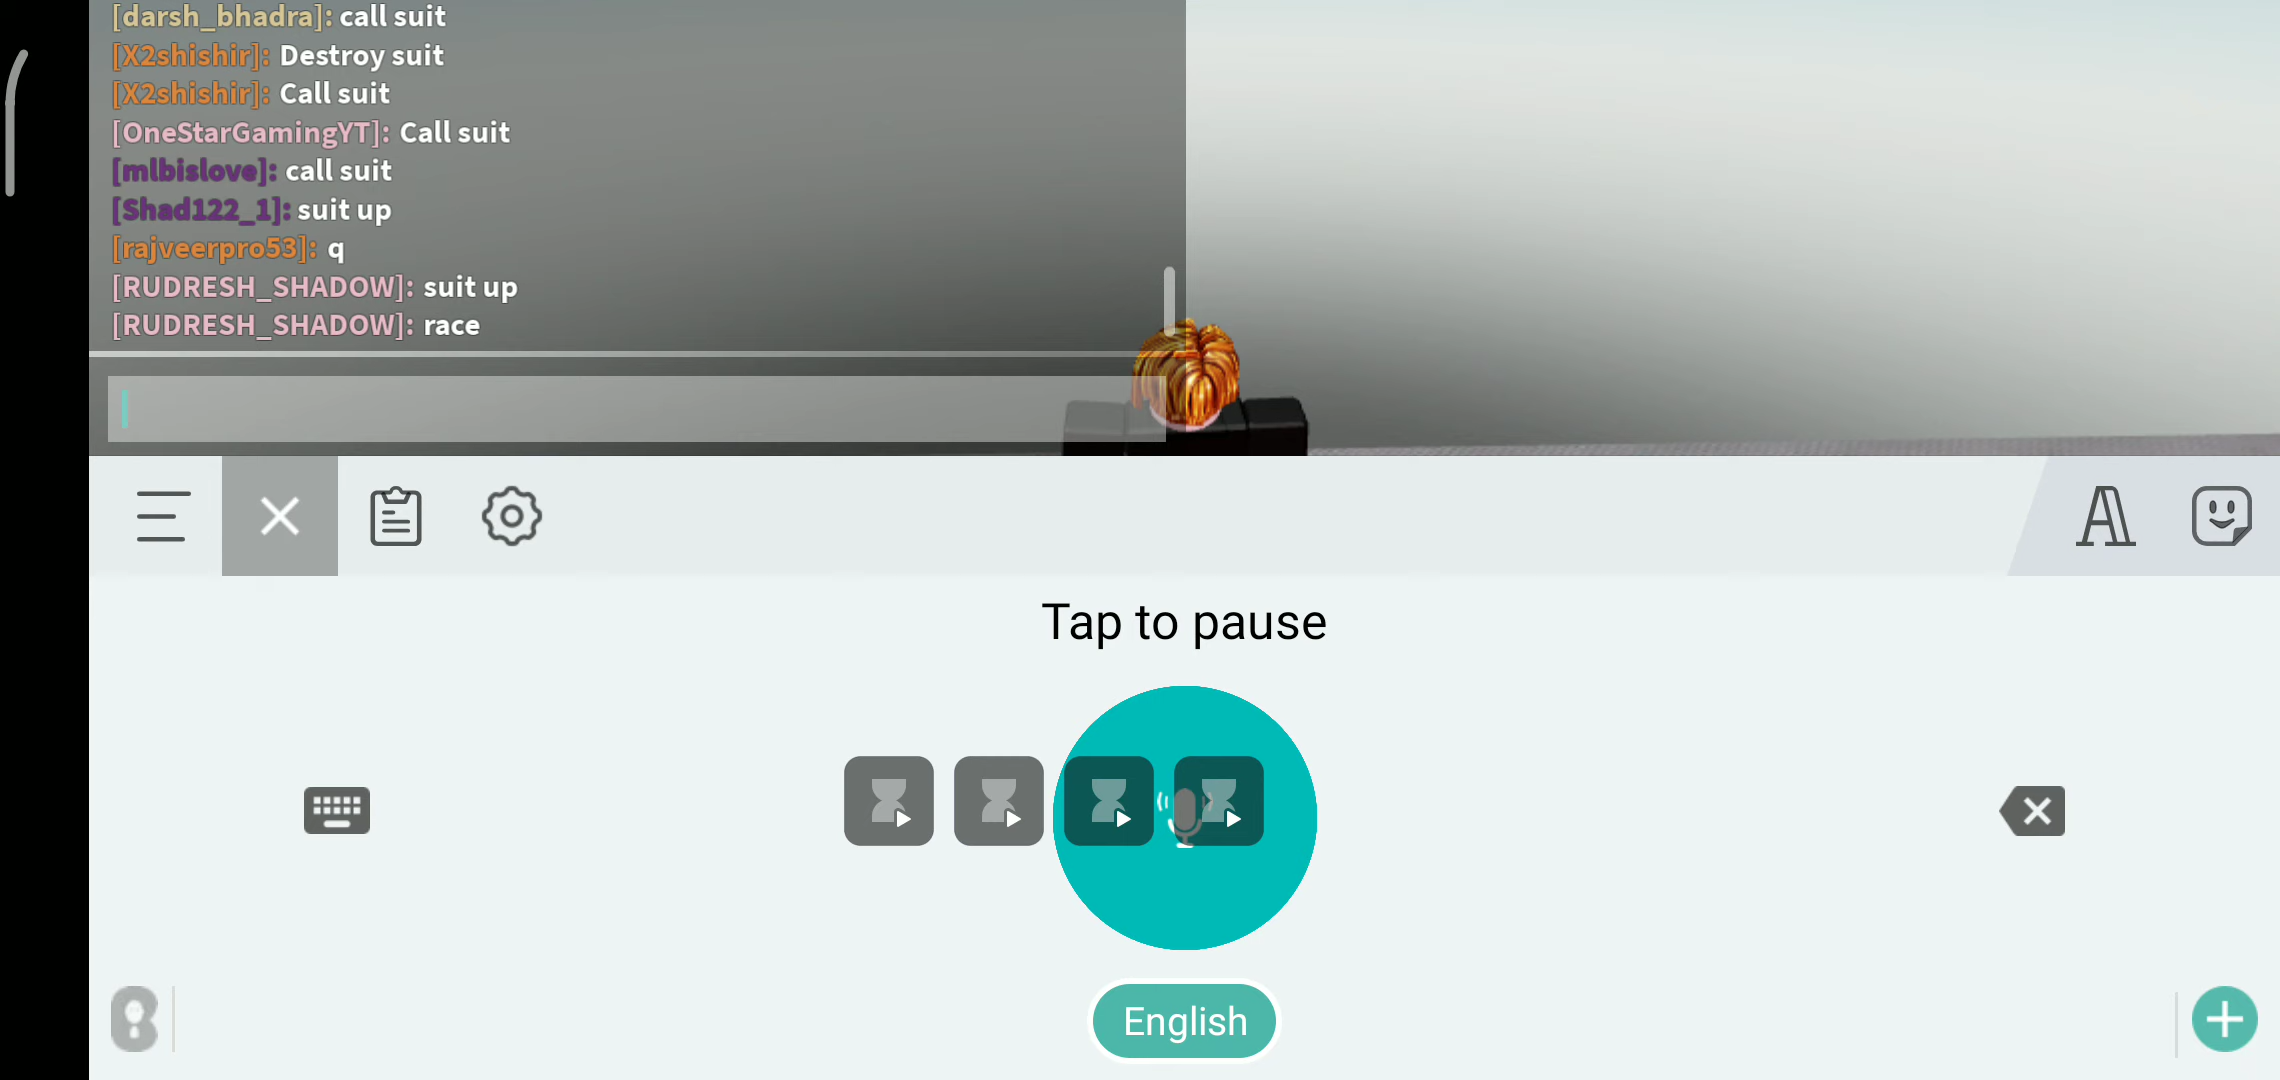 [darsh_bhadra]: call suit
[X2shishir]: Destroy suit
[X2shishir]: Call suit
[OneStarGamingYT]: Call suit
[mlbislove]: call suit
[Shad122_1]: suit up
[rajveerpro53]: q
[RUDRESH_SHADOW]: suit up
[RUDRESH_SHADOW]: race
Tap to pause
English